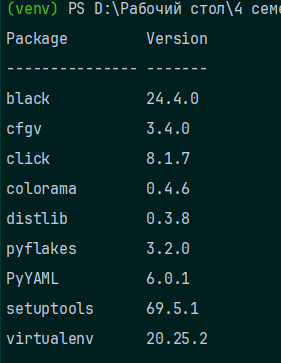 (venv) PS D:\Рабочий стол\4 семе
Package Version
--------------- -------
black 24.4.0
cfgv 3.4.0
click 8.1.7
colorama 0.4.6
distlib 0.3.8
pyflakes 3.2.0
PyYAML 6.0.1
setuptools 69.5.1
virtualenv 20.25.2